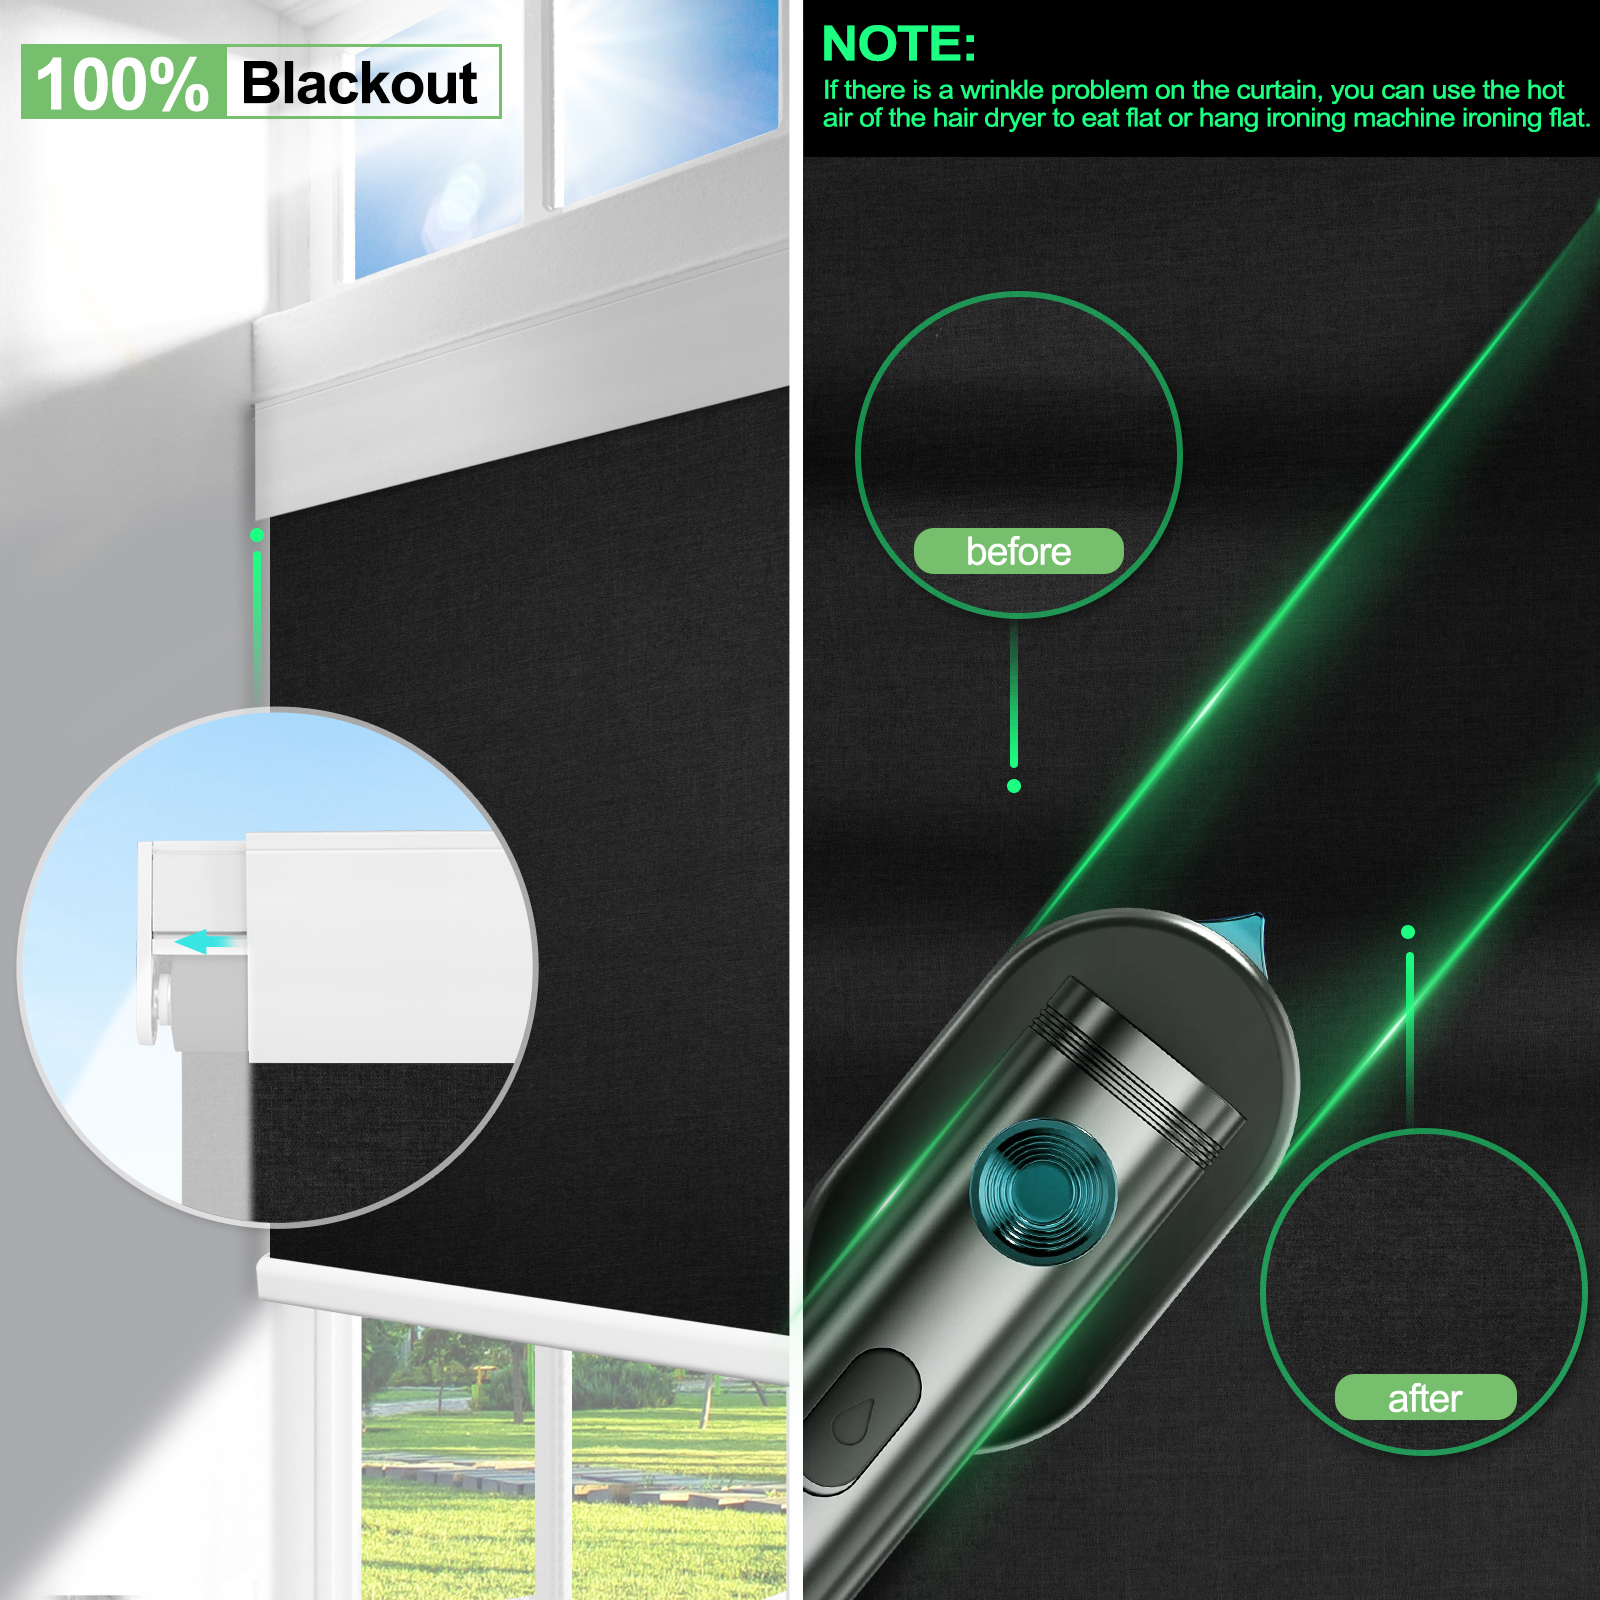 100% Blackout
NOTE:
If there is a wrinkle problem on the curtain, you can use the hot
air of the hair dryer to eat flat or hang ironing machine ironing flat.
before
after